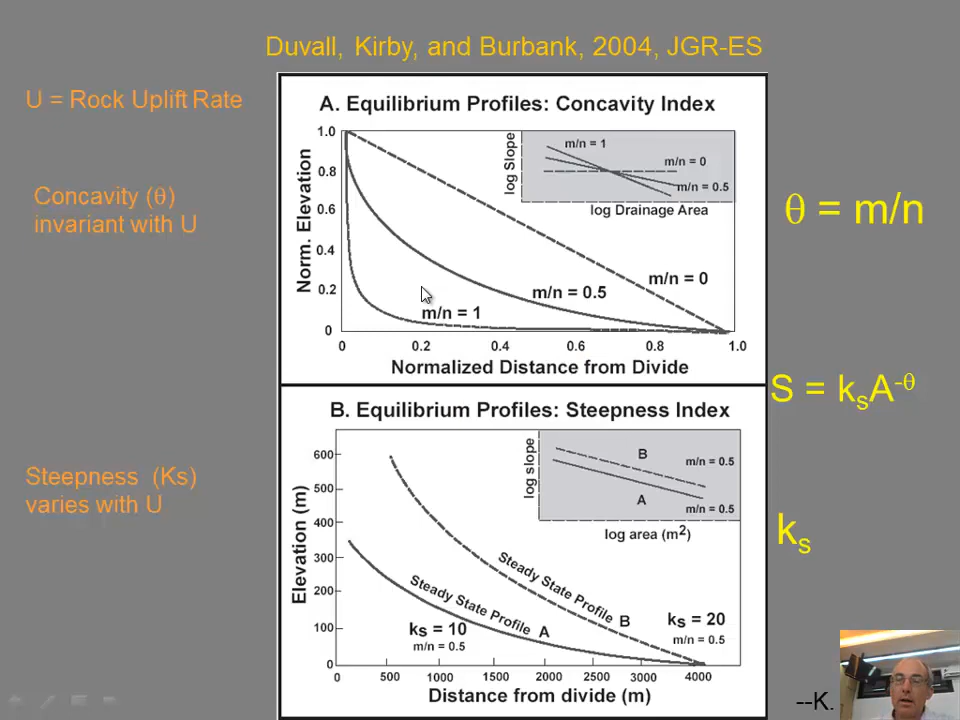 Duvall, Kirby, and Burbank, 2004, JGR-ES
U = Rock Uplift Rate
Concavity (θ)
invariant with U
Steepness (Ks)
varies with U
A. Equilibrium Profiles: Concavity Index
Norm. Elevation
1.0
0.8
0.6
0.4
0.2
0
log Slope
m/n = 1
m/n = 0
m/n = 0.5
log Drainage Area
m/n = 0
m/n = 0.5
m/n = 1
0
0.2
0.4
0.6
0.8
1.0
Normalized Distance from Divide
B. Equilibrium Profiles: Steepness Index
Elevation (m)
600
500
400
300
200
100
0
log slope
B
m/n = 0.5
A
m/n = 0.5
log area (m²)
Steady State Profile B
Steady State Profile A
ks = 20
m/n = 0.5
ks = 10
m/n = 0.5
0
500
1000
1500
2000
2500
3000
4000
Distance from divide (m)
θ = m/n
S = kₛA⁻θ
kₛ
--K.